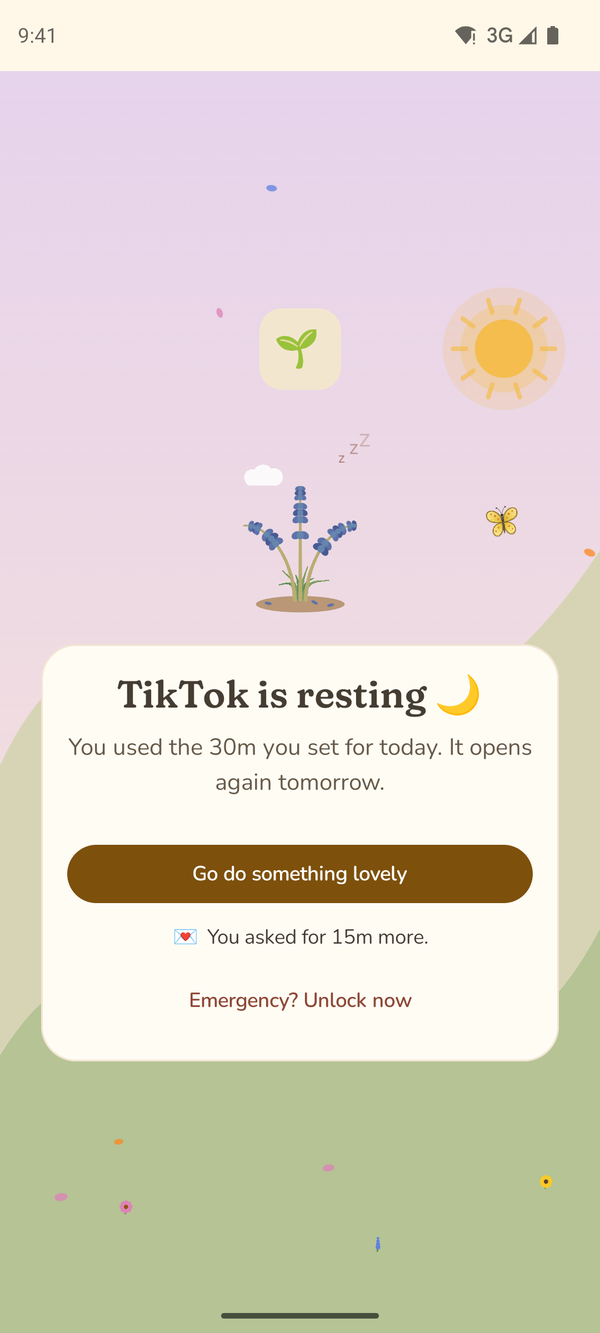 9:41
3G
z z Z
TikTok is resting 🌙
You used the 30m you set for today. It opens
again tomorrow.
Go do something lovely
💌 You asked for 15m more.
Emergency? Unlock now